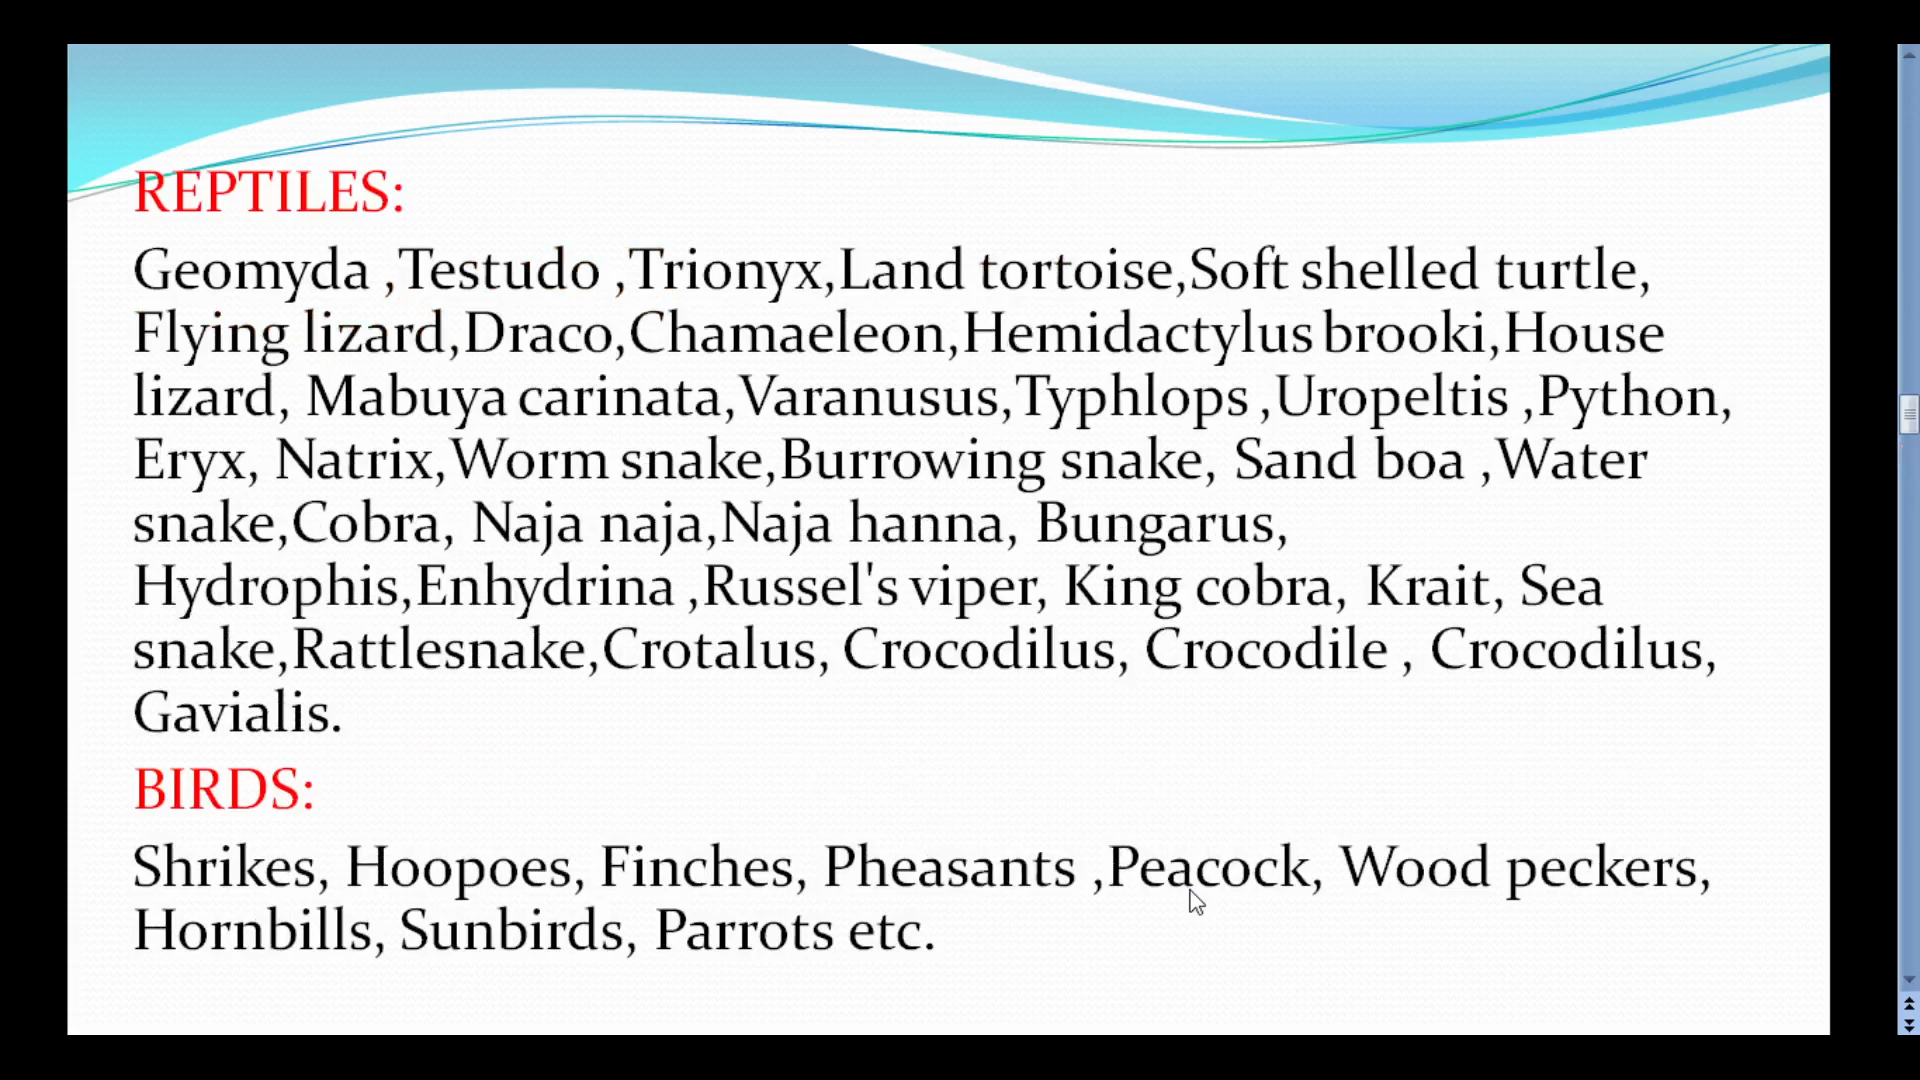 REPTILES:
Geomyda ,Testudo ,Trionyx,Land tortoise,Soft shelled turtle,
Flying lizard,Draco,Chamaeleon,Hemidactylus brooki,House
lizard, Mabuya carinata,Varanusus,Typhlops ,Uropeltis ,Python,
Eryx, Natrix,Worm snake,Burrowing snake, Sand boa ,Water
snake,Cobra, Naja naja,Naja hanna, Bungarus,
Hydrophis,Enhydrina ,Russel's viper, King cobra, Krait, Sea
snake,Rattlesnake,Crotalus, Crocodilus, Crocodile , Crocodilus,
Gavialis.
BIRDS:
Shrikes, Hoopoes, Finches, Pheasants ,Peacock, Wood peckers,
Hornbills, Sunbirds, Parrots etc.